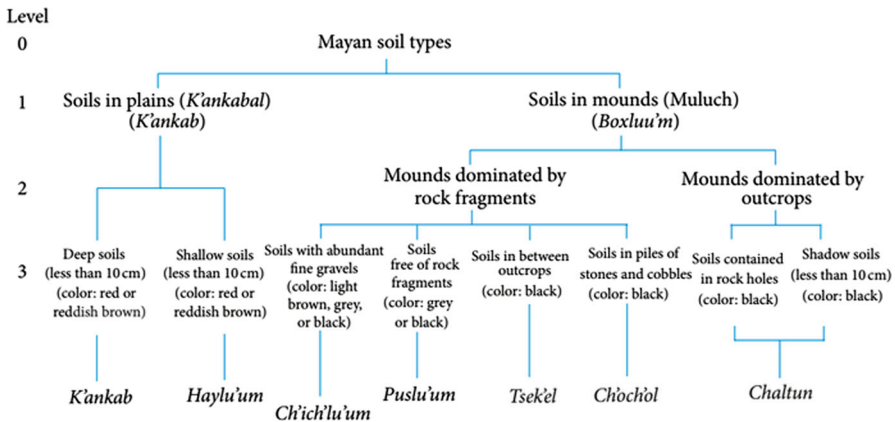 Level
0
Mayan soil types
1
Soils in plains (K'ankabal)
(K'ankab)
Soils in mounds (Muluch)
(Boxluu'm)
2
Mounds dominated by
rock fragments
Mounds dominated by
outcrops
3
Deep soils
(less than 10 cm)
(color: red or
reddish brown)
Shallow soils
(less than 10 cm)
(color: red or
reddish brown)
Soils with abundant
fine gravels
(color: light
brown, grey,
or black)
Soils
free of rock
fragments
(color: grey
or black)
Soils in between
outcrops
(color: black)
Soils in piles of
stones and cobbles
(color: black)
Soils contained
in rock holes
(color: black)
Shadow soils
(less than 10 cm)
(color: black)
K'ankab
Haylu'um
Ch'ich'lu'um
Puslu'um
Tsek'el
Ch'och'ol
Chaltun